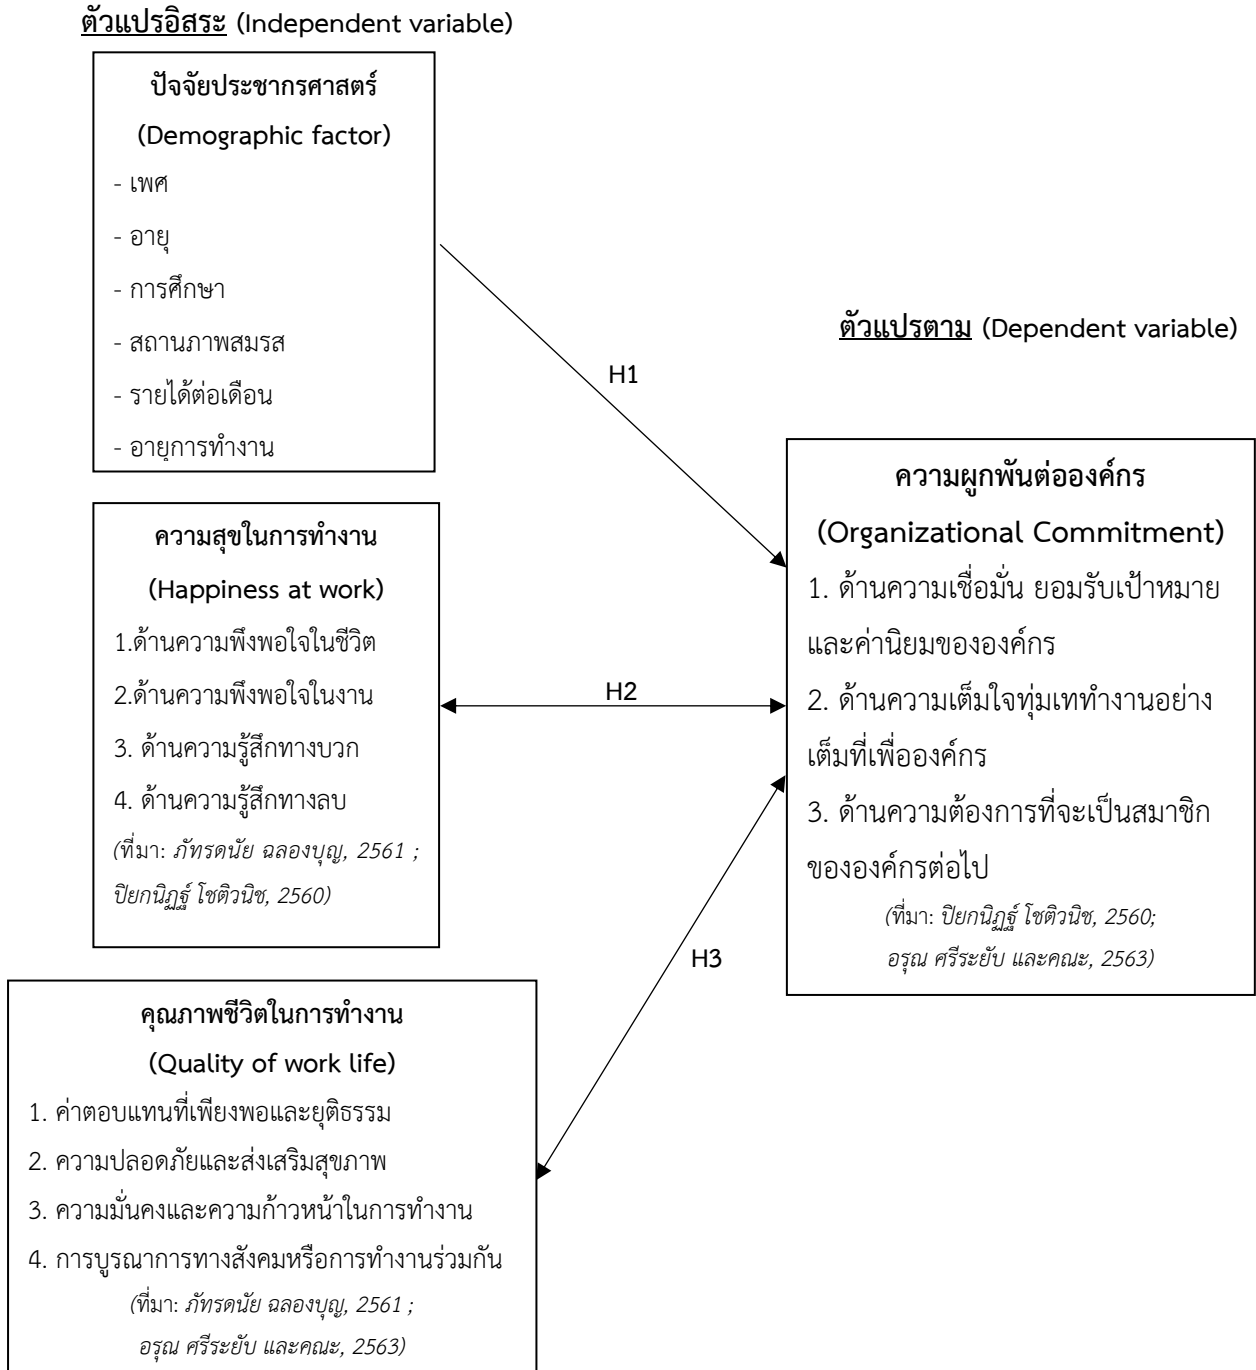 ตัวแปรอิสระ (Independent variable)
ปัจจัยประชากรศาสตร์
(Demographic factor)
- เพศ
- อายุ
- การศึกษา
- สถานภาพสมรส
- รายได้ต่อเดือน
- อายุการทำงาน
H1
ตัวแปรตาม (Dependent variable)
ความสุขในการทำงาน
(Happiness at work)
1.ด้านความพึงพอใจในชีวิต
2.ด้านความพึงพอใจในงาน
3. ด้านความรู้สึกทางบวก
4. ด้านความรู้สึกทางลบ
(ที่มา: ภัทรดนัย ฉลองบุญ, 2561 ;
ปิยกนิฏฐ์ โชติวนิช, 2560)
H2
ความผูกพันต่อองค์กร
(Organizational Commitment)
1. ด้านความเชื่อมั่น ยอมรับเป้าหมาย
และค่านิยมขององค์กร
2. ด้านความเต็มใจทุ่มเททำงานอย่าง
เต็มที่เพื่อองค์กร
3. ด้านความต้องการที่จะเป็นสมาชิก
ขององค์กรต่อไป
(ที่มา: ปิยกนิฏฐ์ โชติวนิช, 2560;
อรุณ ศรีระยับ และคณะ, 2563)
H3
คุณภาพชีวิตในการทำงาน
(Quality of work life)
1. ค่าตอบแทนที่เพียงพอและยุติธรรม
2. ความปลอดภัยและส่งเสริมสุขภาพ
3. ความมั่นคงและความก้าวหน้าในการทำงาน
4. การบูรณาการทางสังคมหรือการทำงานร่วมกัน
(ที่มา: ภัทรดนัย ฉลองบุญ, 2561 ;
อรุณ ศรีระยับ และคณะ, 2563)